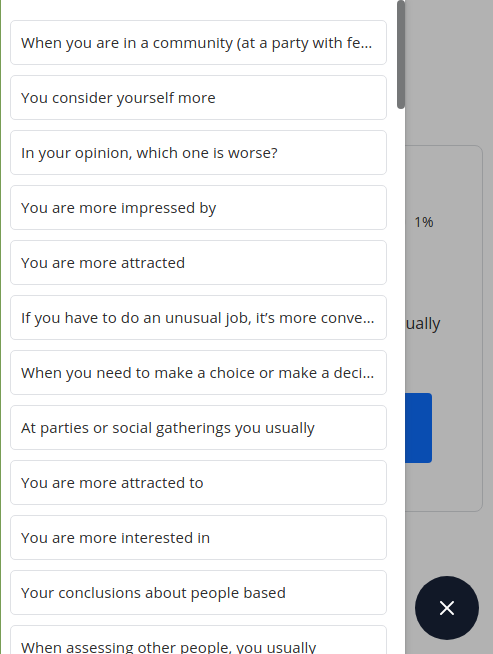 When you are in a community (at a party with fe...
You consider yourself more
In your opinion, which one is worse?
You are more impressed by
1%
You are more attracted
If you have to do an unusual job, it’s more conve...
ually
When you need to make a choice or make a deci...
At parties or social gatherings you usually
You are more attracted to
You are more interested in
Your conclusions about people based
When assessing other people, you usually